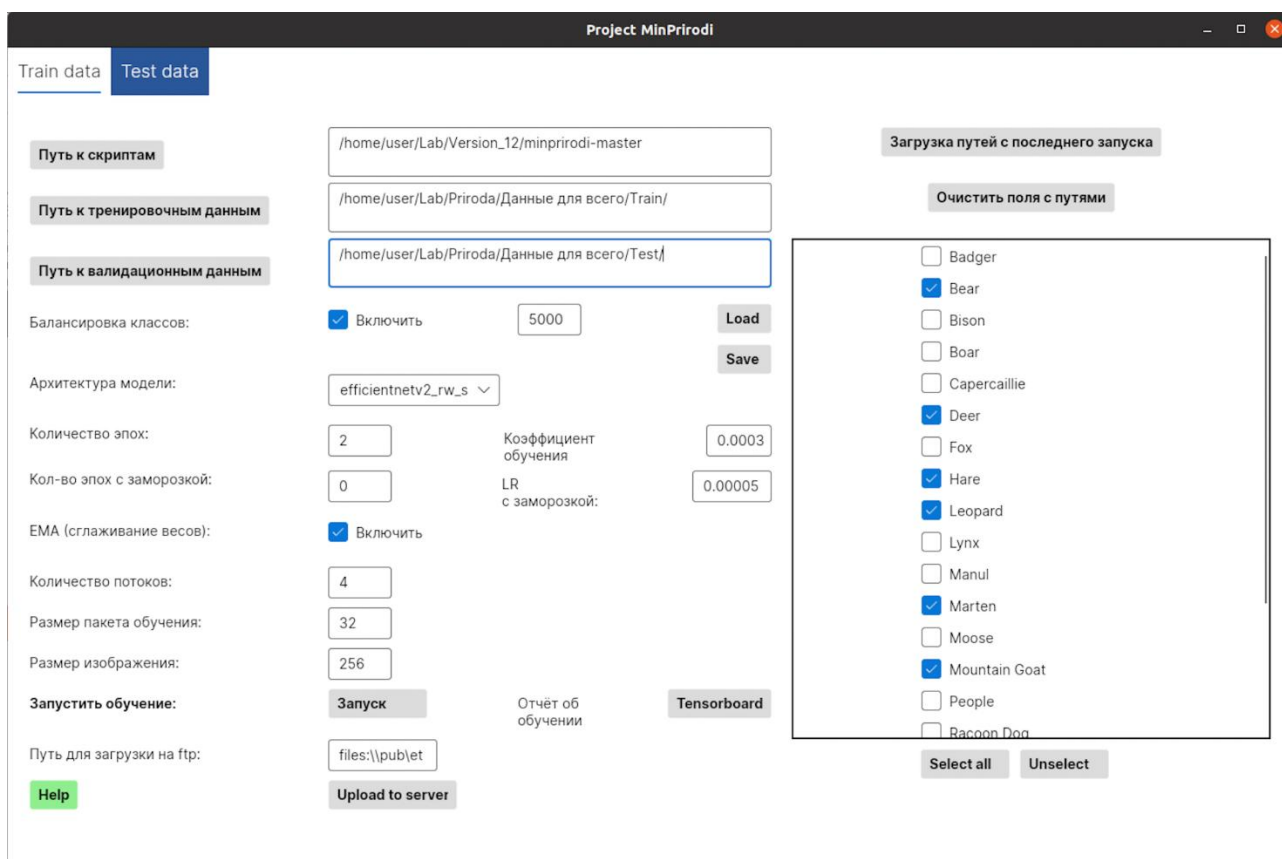 Project MinPrirodi
Train data
Test data
Путь к скриптам
/home/user/Lab/Version_12/minprirodi-master
Загрузка путей с последнего запуска
Путь к тренировочным данным
/home/user/Lab/Priroda/Данные для всего/Train/
Очистить поля с путями
Путь к валидационным данным
/home/user/Lab/Priroda/Данные для всего/Test/
Балансировка классов:
Включить
5000
Load
Save
Архитектура модели:
efficientnetv2_rw_s
Количество эпох:
2
Коэффициент
обучения
0.0003
Кол-во эпох с заморозкой:
0
LR
с заморозкой:
0.00005
EMA (сглаживание весов):
Включить
Количество потоков:
4
Размер пакета обучения:
32
Размер изображения:
256
Запустить обучение:
Запуск
Отчёт об
обучении
Tensorboard
Путь для загрузки на ftp:
files:\\pub\et
Help
Upload to server
Badger
Bear
Bison
Boar
Capercaillie
Deer
Fox
Hare
Leopard
Lynx
Manul
Marten
Moose
Mountain Goat
People
Racoon Dog
Select all
Unselect